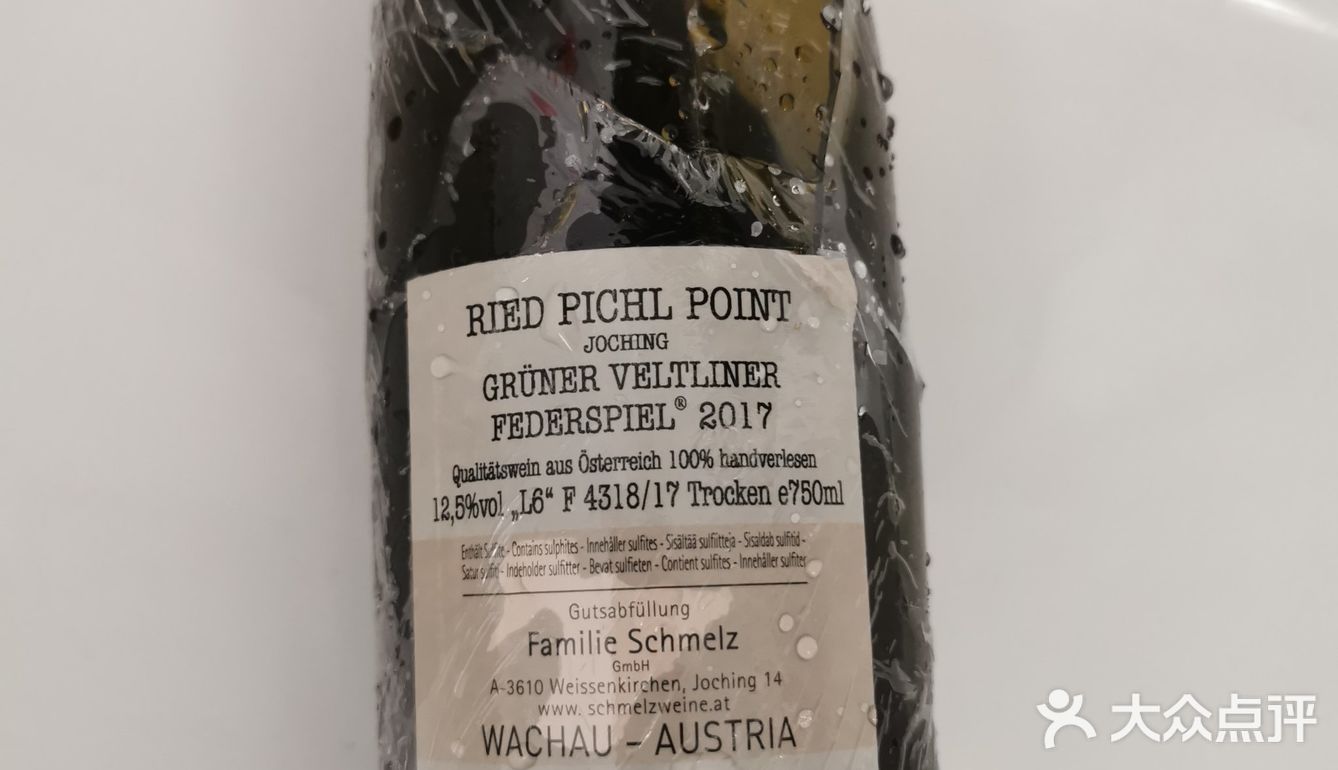 RIED PICHL POINT
JOCHING
GRÜNER VELTLINER
FEDERSPIEL® 2017
Qualitätswein aus Österreich 100% handverlesen
12,5%vol „L6“ F 4318/17 Trocken e750ml
Enthält Sulfite - Contains sulphites - Innehåller sulfites - Sisältää sulfiitteja - Sisaldab sulfitid -
Satur sulfiti - Indeholder sulfitter - Bevat sulfieten - Contient sulfites - Innehåller sulfiter
Gutsabfüllung
Familie Schmelz
GmbH
A-3610 Weissenkirchen, Joching 14
www. schmelzweine.at
WACHAU – AUSTRIA
大众点评